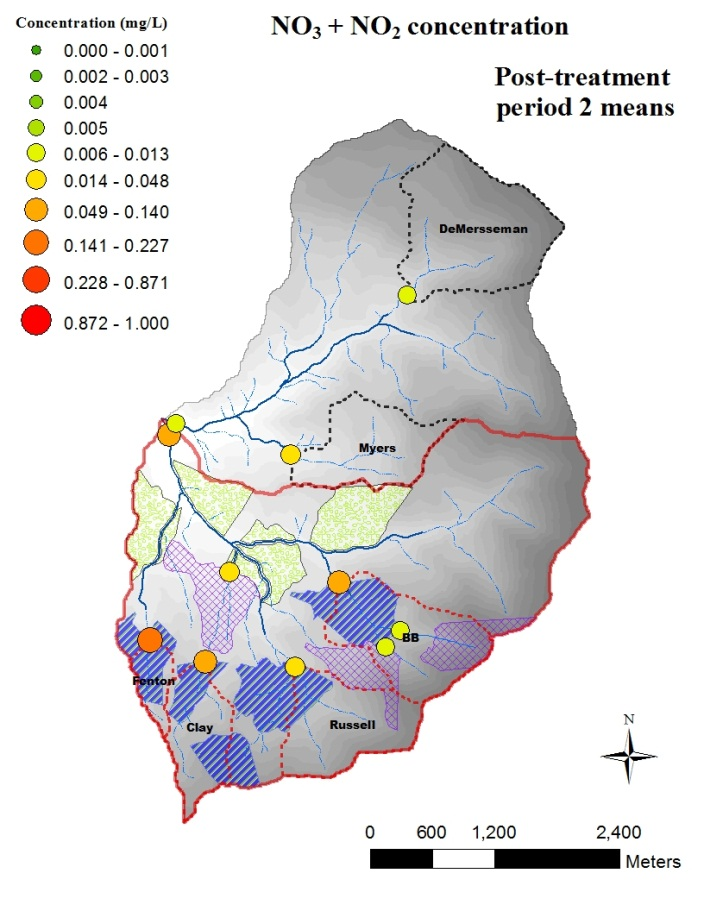 Concentration (mg/L)
0.000 - 0.001
0.002 - 0.003
0.004
0.005
0.006 - 0.013
0.014 - 0.048
0.049 - 0.140
0.141 - 0.227
0.228 - 0.871
0.872 - 1.000
NO3 + NO2 concentration
Post-treatment
period 2 means
DeMersseman
Myers
BB
Fenton
Clay
Russell
N
0 600 1,200 2,400
Meters